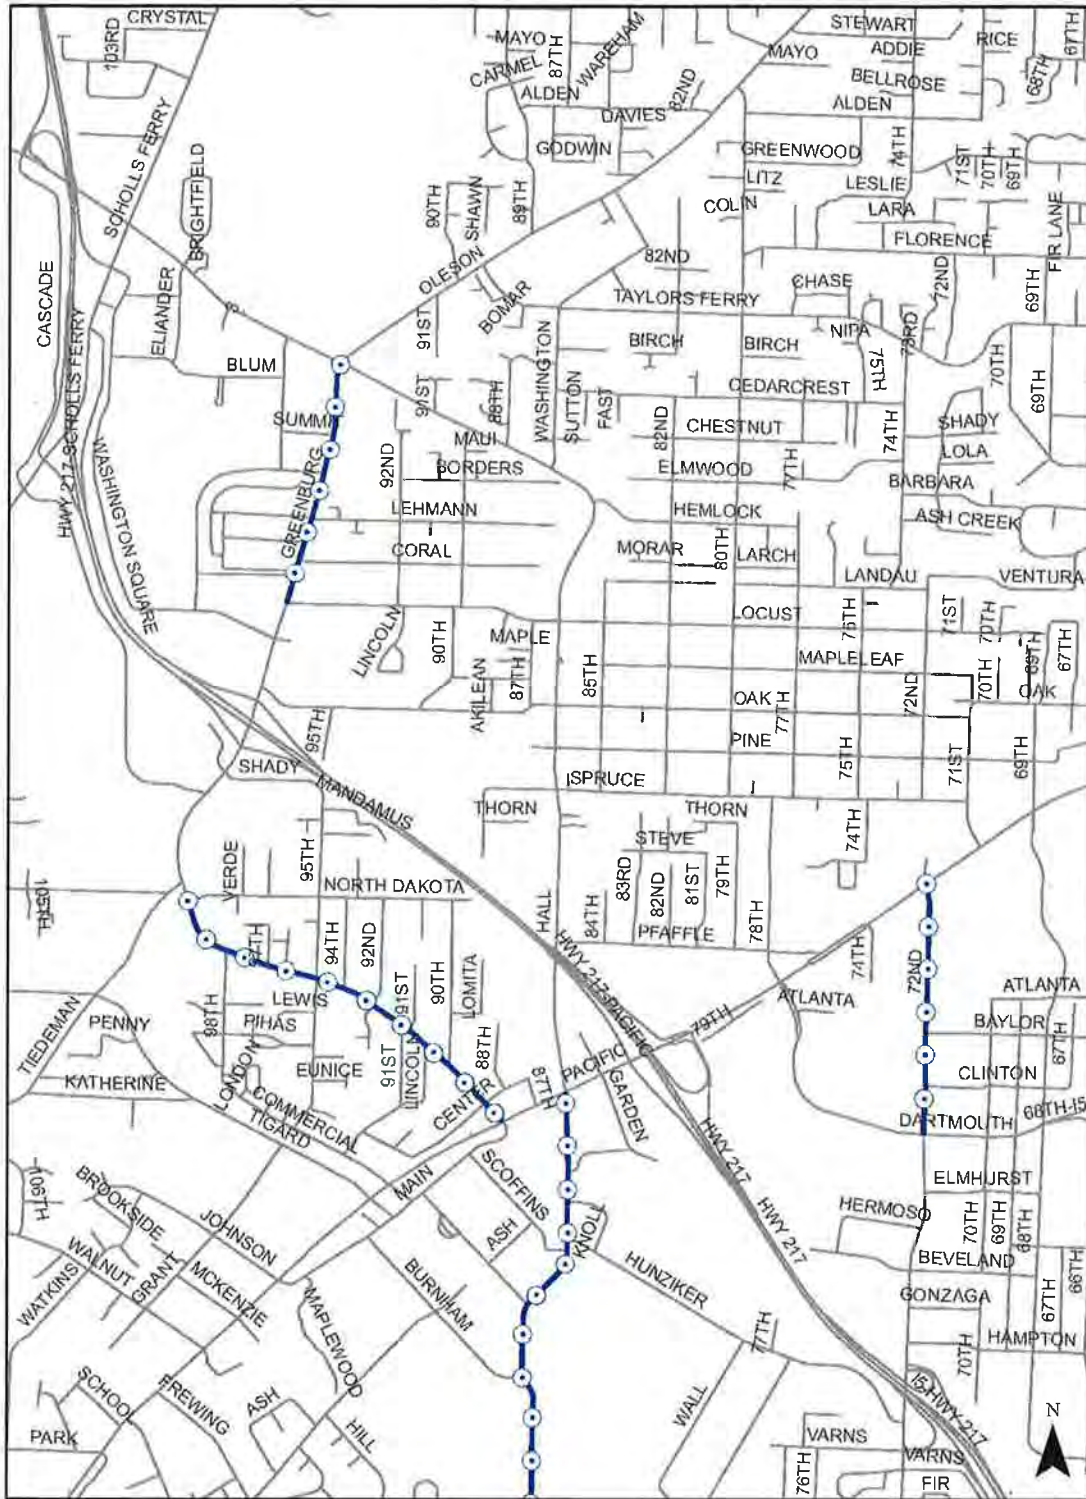 CRYSTAL
103RD
MAYO
87TH
WAREHAM
CARMEL
ALDEN
82ND
DAVIES
GODWIN
MAYO
STEWART
ADDIE
RICE
67TH
BELLROSE
68TH
ALDEN
SCHOLLS FERRY
BRIGHTFIELD
90TH
SHAWN
89TH
GREENWOOD
74TH
71ST
70TH
69TH
LITZ
LESLIE
COLIN
LARA
FLORENCE
FIR LANE
CASCADE
ELIANDER
OLESON
BOMAR
82ND
TAYLORS FERRY
CHASE
72ND
69TH
HWY 217-SCHOLLS FERRY
BLUM
91ST
WASHINGTON
BIRCH
BIRCH
NIPA
73RD
75TH
70TH
69TH
SUMMIT
91ST
88TH
SUTTON
FAST
CEDARCREST
MAUI
82ND
CHESTNUT
74TH
SHADY
LOLA
WASHINGTON SQUARE
GREENBURG
92ND
BORDERS
ELMWOOD
77TH
BARBARA
LEHMANN
HEMLOCK
ASH CREEK
CORAL
MORAR
80TH
LARCH
LANDAU
VENTURA
LINCOLN
90TH
MAPLE
87TH
LOCUST
75TH
71ST
70TH
69TH
67TH
85TH
MAPLELEAF
70TH
AKILEAN
OAK
77TH
72ND
OAK
95TH
PINE
75TH
71ST
69TH
SHADY
MANDAMUS
SPRUCE
THORN
THORN
74TH
STEVE
95TH
VERDE
NORTH DAKOTA
105TH
HALL
84TH
83RD
82ND
81ST
79TH
PFAFFLE
78TH
97TH
94TH
92ND
91ST
90TH
LOMITA
HWY 217-PACIFIC
74TH
72ND
ATLANTA
ATLANTA
TIEDEMAN
PENNY
98TH
LEWIS
PIHAS
LONDON
EUNICE
91ST
LINCOLN
88TH
79TH
BAYLOR
67TH
KATHERINE
COMMERCIAL
TIGARD
CENTER
87TH
PACIFIC
GARDEN
CLINTON
DARTMOUTH
68TH-I5
106TH
BROOKSIDE
JOHNSON
MAIN
SCOFFINS
ASH
KNOLL
HWY 217
HWY 217
ELMHURST
HERMOSO
70TH
69TH
68TH
WATKINS
WALNUT
GRANT
MCKENZIE
BURNHAM
HUNZIKER
BEVELAND
66TH
67TH
MAPLEWOOD
GONZAGA
HAMPTON
77TH
70TH
SCHOOL
FREWING
ASH
HILL
WALL
I5-HWY 217
N
PARK
VARNS
VARNS
76TH
FIR